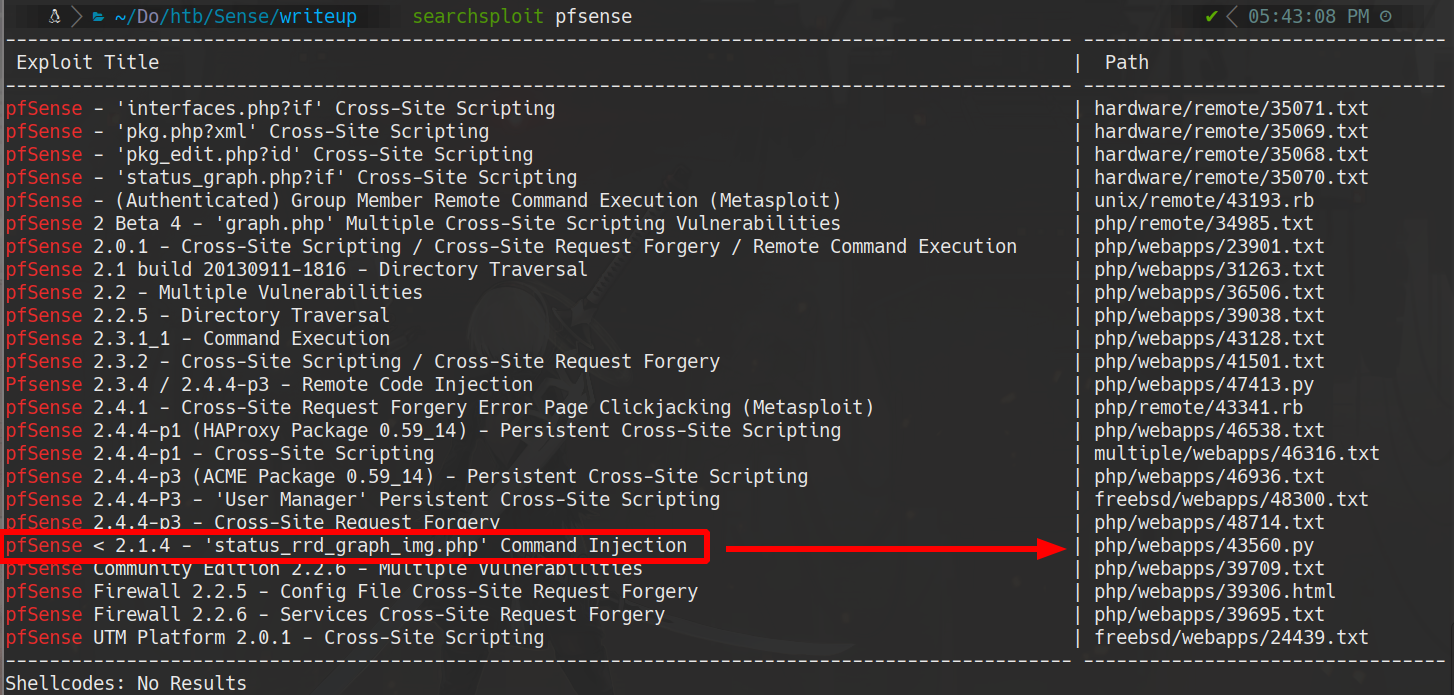 ~/Do/htb/Sense/writeup searchsploit pfsense ✔ 05:43:08 PM
--------------------------------------------------------------------------------------------------- ---------------------------------
Exploit Title | Path
--------------------------------------------------------------------------------------------------- ---------------------------------
pfSense - 'interfaces.php?if' Cross-Site Scripting | hardware/remote/35071.txt
pfSense - 'pkg.php?xml' Cross-Site Scripting | hardware/remote/35069.txt
pfSense - 'pkg_edit.php?id' Cross-Site Scripting | hardware/remote/35068.txt
pfSense - 'status_graph.php?if' Cross-Site Scripting | hardware/remote/35070.txt
pfSense - (Authenticated) Group Member Remote Command Execution (Metasploit) | unix/remote/43193.rb
pfSense 2 Beta 4 - 'graph.php' Multiple Cross-Site Scripting Vulnerabilities | php/remote/34985.txt
pfSense 2.0.1 - Cross-Site Scripting / Cross-Site Request Forgery / Remote Command Execution | php/webapps/23901.txt
pfSense 2.1 build 20130911-1816 - Directory Traversal | php/webapps/31263.txt
pfSense 2.2 - Multiple Vulnerabilities | php/webapps/36506.txt
pfSense 2.2.5 - Directory Traversal | php/webapps/39038.txt
pfSense 2.3.1_1 - Command Execution | php/webapps/43128.txt
pfSense 2.3.2 - Cross-Site Scripting / Cross-Site Request Forgery | php/webapps/41501.txt
Pfsense 2.3.4 / 2.4.4-p3 - Remote Code Injection | php/webapps/47413.py
pfSense 2.4.1 - Cross-Site Request Forgery Error Page Clickjacking (Metasploit) | php/remote/43341.rb
pfSense 2.4.4-p1 (HAProxy Package 0.59_14) - Persistent Cross-Site Scripting | php/webapps/46538.txt
pfSense 2.4.4-p1 - Cross-Site Scripting | multiple/webapps/46316.txt
pfSense 2.4.4-p3 (ACME Package 0.59_14) - Persistent Cross-Site Scripting | php/webapps/46936.txt
pfSense 2.4.4-P3 - 'User Manager' Persistent Cross-Site Scripting | freebsd/webapps/48300.txt
pfSense 2.4.4-p3 - Cross-Site Request Forgery | php/webapps/48714.txt
pfSense < 2.1.4 - 'status_rrd_graph_img.php' Command Injection | php/webapps/43560.py
pfSense Community Edition 2.2.6 - Multiple Vulnerabilities | php/webapps/39709.txt
pfSense Firewall 2.2.5 - Config File Cross-Site Request Forgery | php/webapps/39306.html
pfSense Firewall 2.2.6 - Services Cross-Site Request Forgery | php/webapps/39695.txt
pfSense UTM Platform 2.0.1 - Cross-Site Scripting | freebsd/webapps/24439.txt
--------------------------------------------------------------------------------------------------- ---------------------------------
Shellcodes: No Results